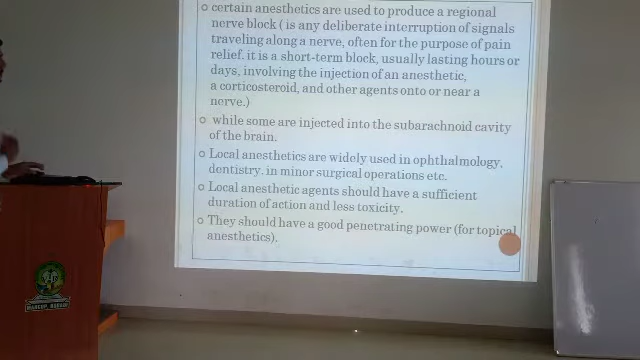 certain anesthetics are used to produce a regional
nerve block ( is any deliberate interruption of signals
traveling along a nerve, often for the purpose of pain
relief. it is a short-term block, usually lasting hours or
days, involving the injection of an anesthetic,
a corticosteroid, and other agents onto or near a
nerve.)
while some are injected into the subarachnoid cavity
of the brain.
Local anesthetics are widely used in ophthalmology,
dentistry. in minor surgical operations etc.
Local anesthetic agents should have a sufficient
duration of action and less toxicity.
They should have a good penetrating power (for topical
anesthetics).